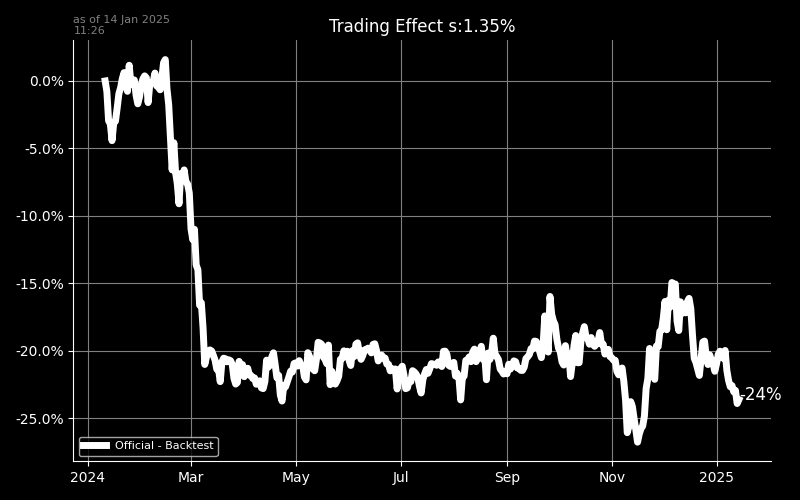 as of 14 Jan 2025
11:26
Trading Effect s:1.35%
0.0%
-5.0%
-10.0%
-15.0%
-20.0%
-25.0%
-24%
Official - Backtest
2024 Mar May Jul Sep Nov 2025